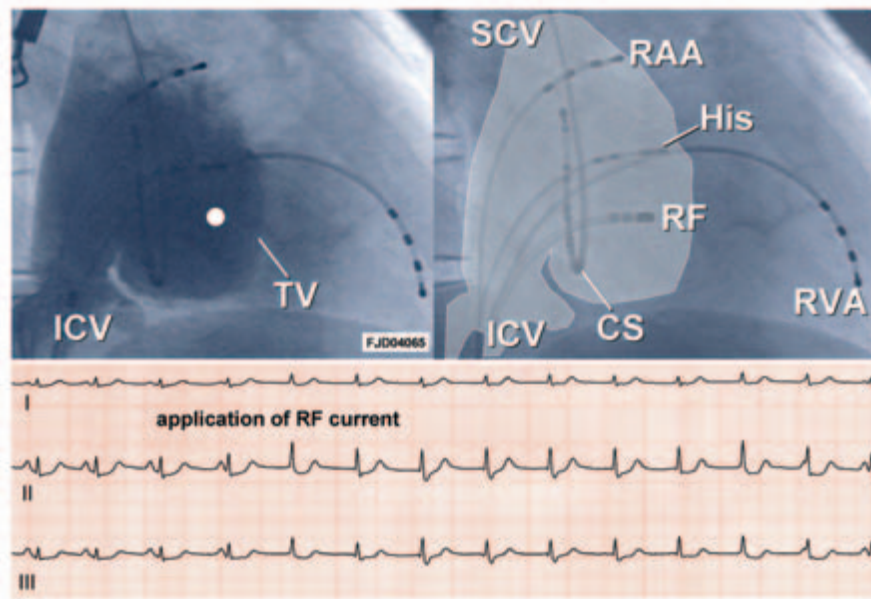 SCV
RAA
His
RF
TV
ICV
FJD04065
ICV
CS
RVA
I
application of RF current
II
III